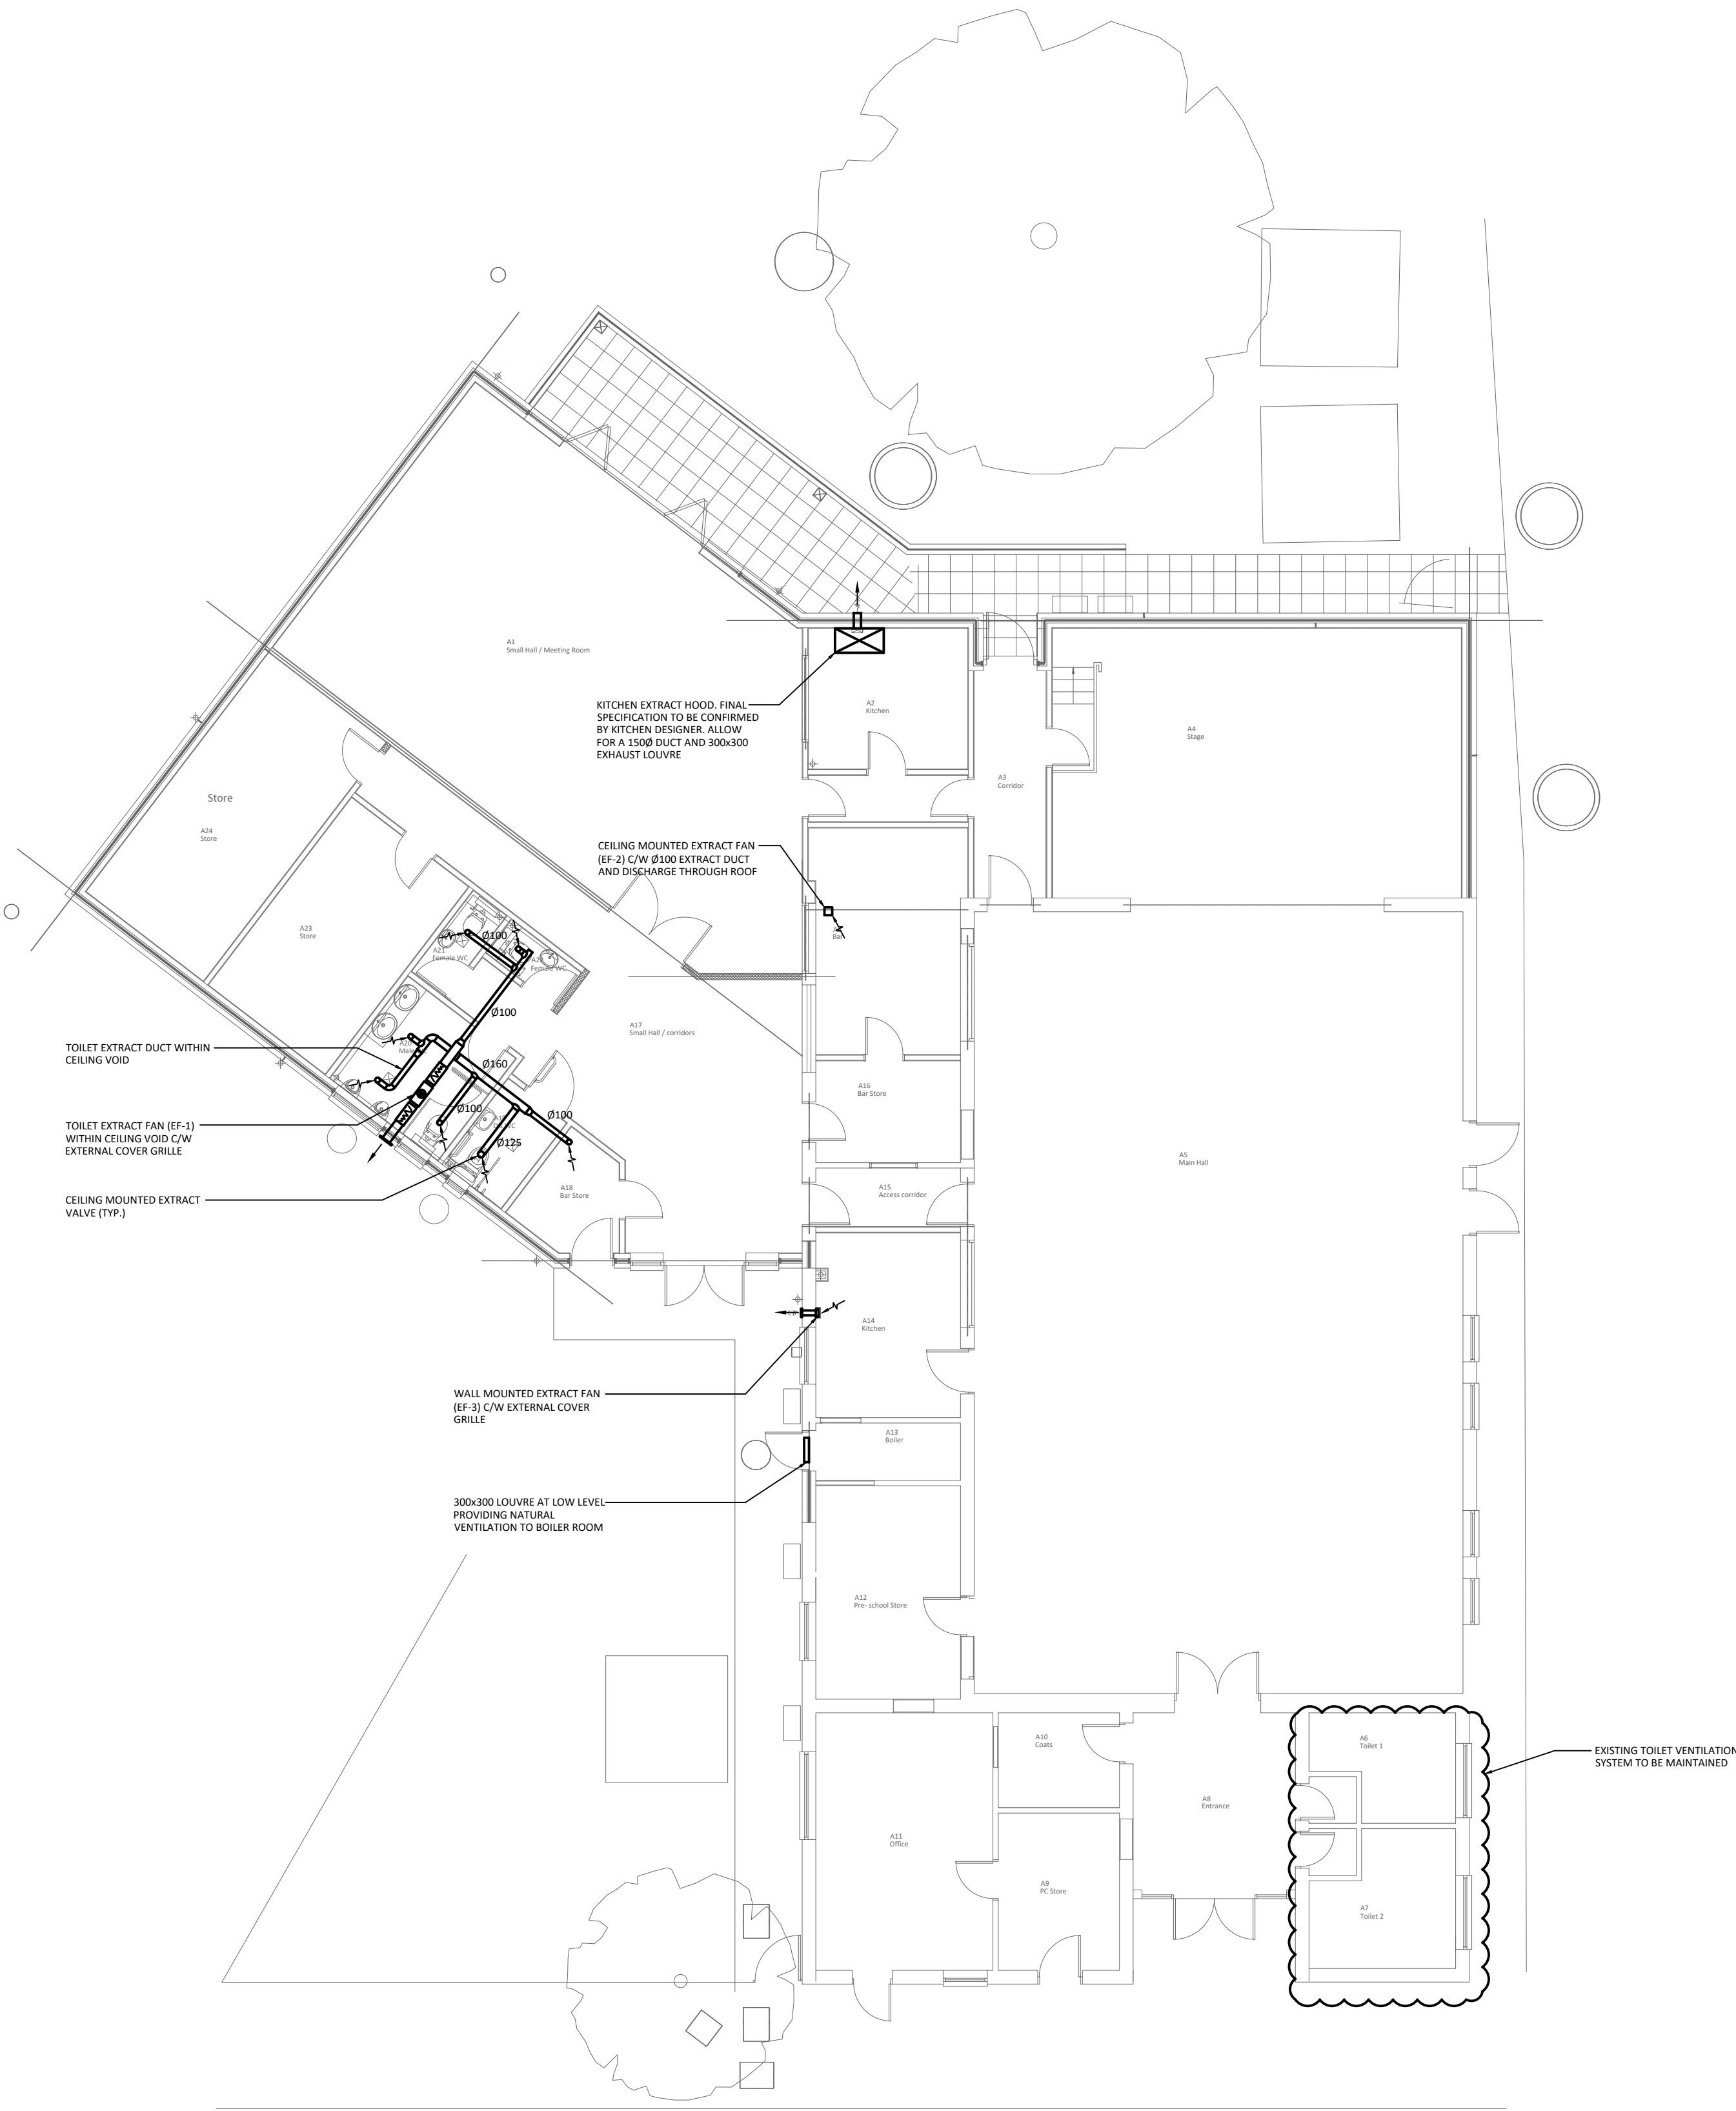 A1
Small Hall / Meeting Room
KITCHEN EXTRACT HOOD. FINAL
SPECIFICATION TO BE CONFIRMED
BY KITCHEN DESIGNER. ALLOW
FOR A 150Ø DUCT AND 300x300
EXHAUST LOUVRE
A2
Kitchen
A3
Corridor
A4
Stage
Store
A24
Store
CEILING MOUNTED EXTRACT FAN
(EF-2) C/W Ø100 EXTRACT DUCT
AND DISCHARGE THROUGH ROOF
Bar
A23
Store
Ø100
A21
Female WC
Female WC
Ø100
A17
Small Hall / corridors
TOILET EXTRACT DUCT WITHIN
CEILING VOID
Ø160
A16
Bar Store
Ø100
Ø100
TOILET EXTRACT FAN (EF-1)
WITHIN CEILING VOID C/W
EXTERNAL COVER GRILLE
Ø125
A5
Main Hall
CEILING MOUNTED EXTRACT
VALVE (TYP.)
A18
Bar Store
A15
Access corridor
A14
Kitchen
WALL MOUNTED EXTRACT FAN
(EF-3) C/W EXTERNAL COVER
GRILLE
A13
Boiler
300x300 LOUVRE AT LOW LEVEL
PROVIDING NATURAL
VENTILATION TO BOILER ROOM
A12
Pre- school Store
A10
Coats
A6
Toilet 1
EXISTING TOILET VENTILATION
SYSTEM TO BE MAINTAINED
A8
Entrance
A11
Office
A9
PC Store
A7
Toilet 2